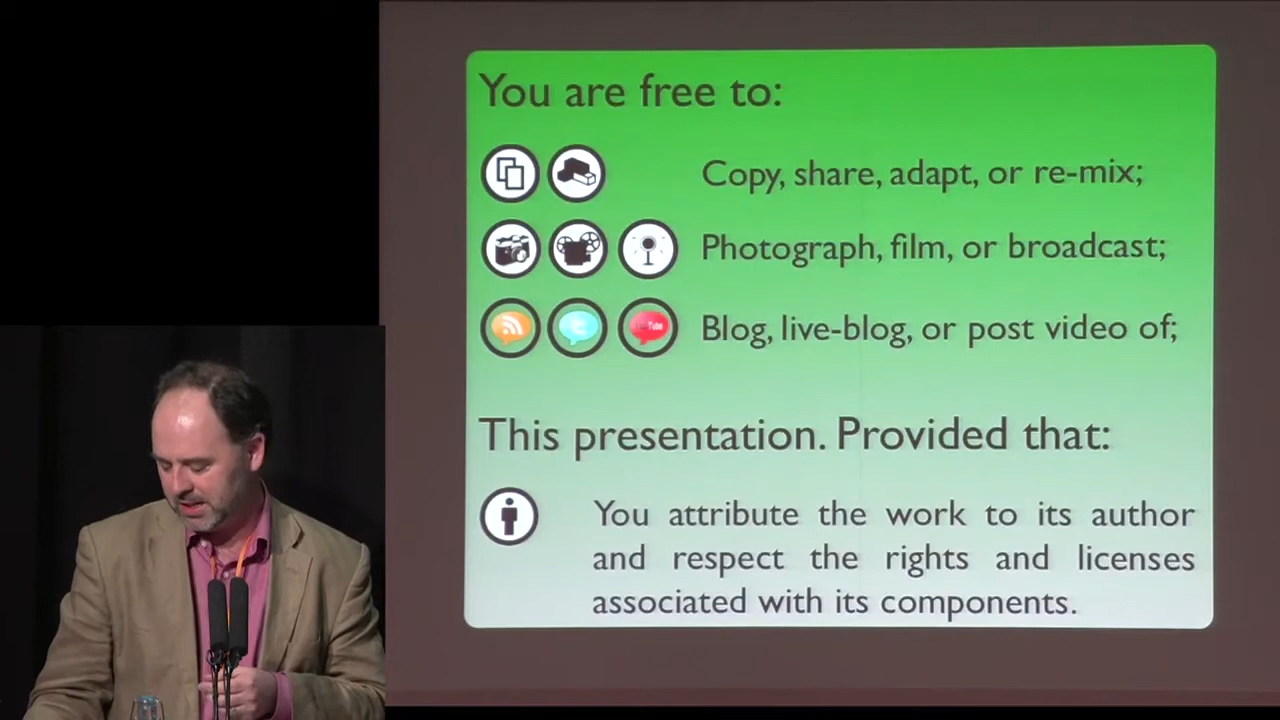 You are free to:
Copy, share, adapt, or re-mix;
Photograph, film, or broadcast;
Blog, live-blog, or post video of;
This presentation. Provided that:
You attribute the work to its author
and respect the rights and licenses
associated with its components.